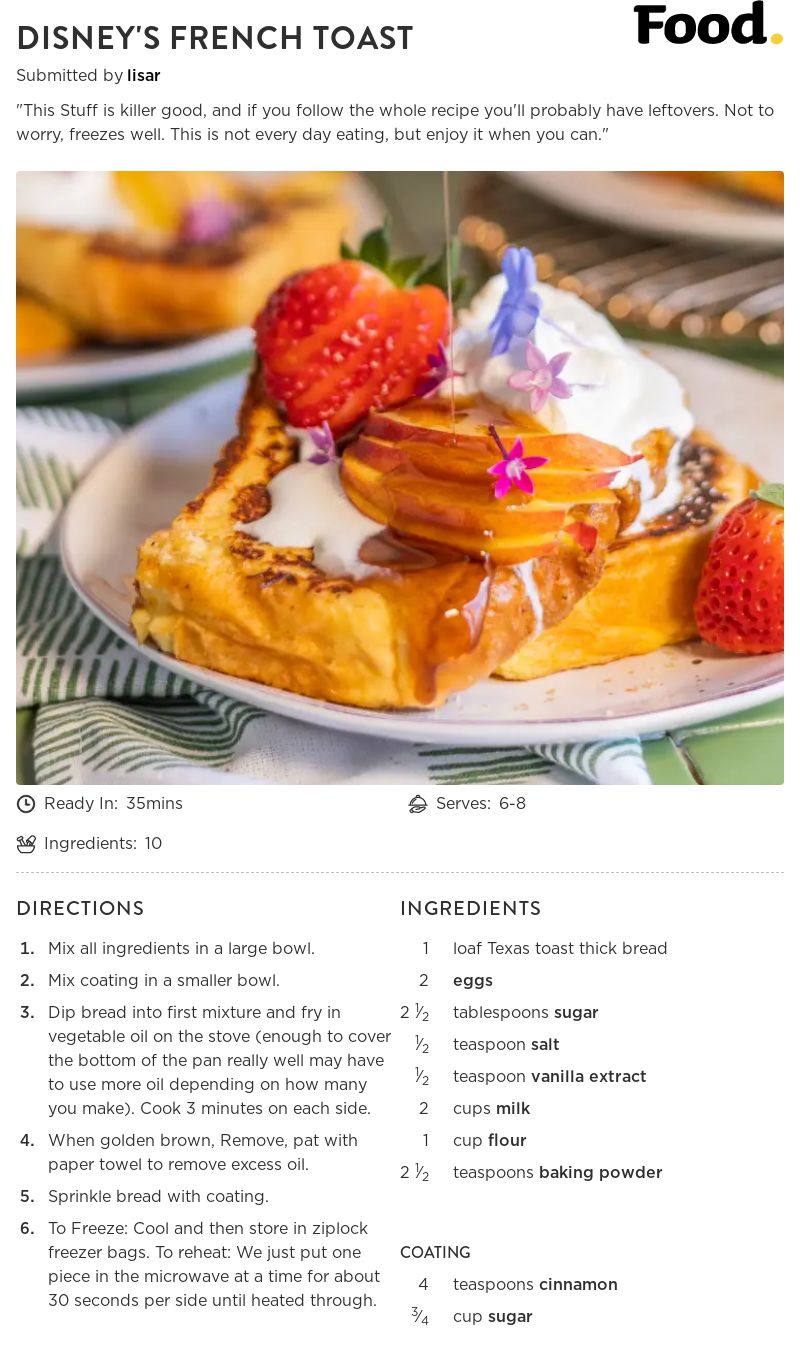 DISNEY'S FRENCH TOAST
Food.
Submitted by lisar
"This Stuff is killer good, and if you follow the whole recipe you'll probably have leftovers. Not to
worry, freezes well. This is not every day eating, but enjoy it when you can."
Ready In: 35mins
Serves: 6-8
Ingredients: 10
DIRECTIONS
1. Mix all ingredients in a large bowl.
2. Mix coating in a smaller bowl.
3. Dip bread into first mixture and fry in
vegetable oil on the stove (enough to cover
the bottom of the pan really well may have
to use more oil depending on how many
you make). Cook 3 minutes on each side.
4. When golden brown, Remove, pat with
paper towel to remove excess oil.
5. Sprinkle bread with coating.
6. To Freeze: Cool and then store in ziplock
freezer bags. To reheat: We just put one
piece in the microwave at a time for about
30 seconds per side until heated through.
INGREDIENTS
1 loaf Texas toast thick bread
2 eggs
2 1⁄2 tablespoons sugar
1⁄2 teaspoon salt
1⁄2 teaspoon vanilla extract
2 cups milk
1 cup flour
2 1⁄2 teaspoons baking powder
COATING
4 teaspoons cinnamon
3⁄4 cup sugar